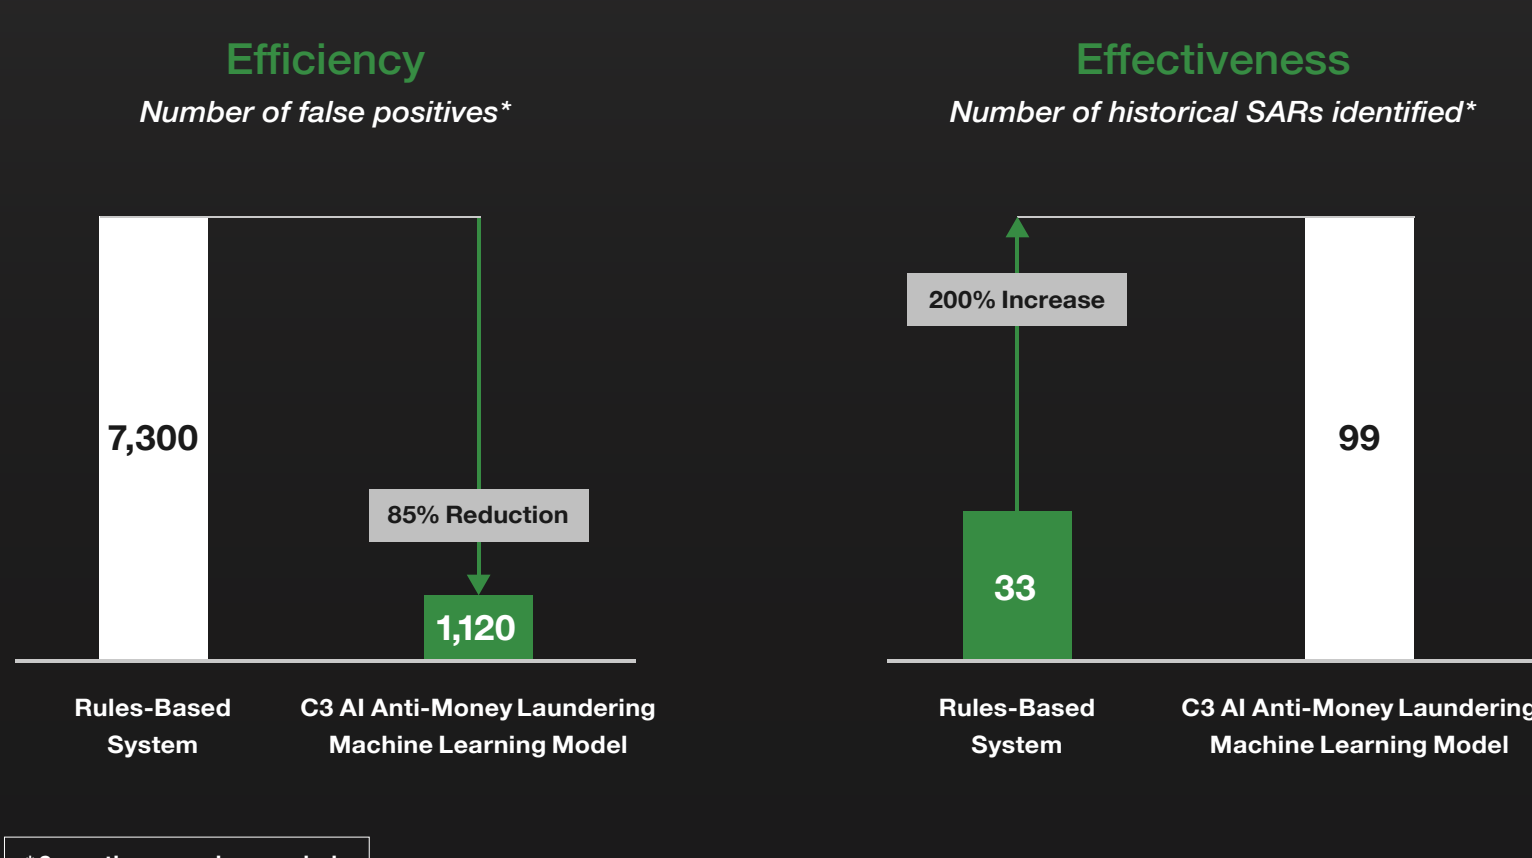 Efficiency
Number of false positives*
7,300
85% Reduction
1,120
Rules-Based
System
C3 AI Anti-Money Laundering
Machine Learning Model
Effectiveness
Number of historical SARs identified*
200% Increase
33
99
Rules-Based
System
C3 AI Anti-Money Laundering
Machine Learning Model